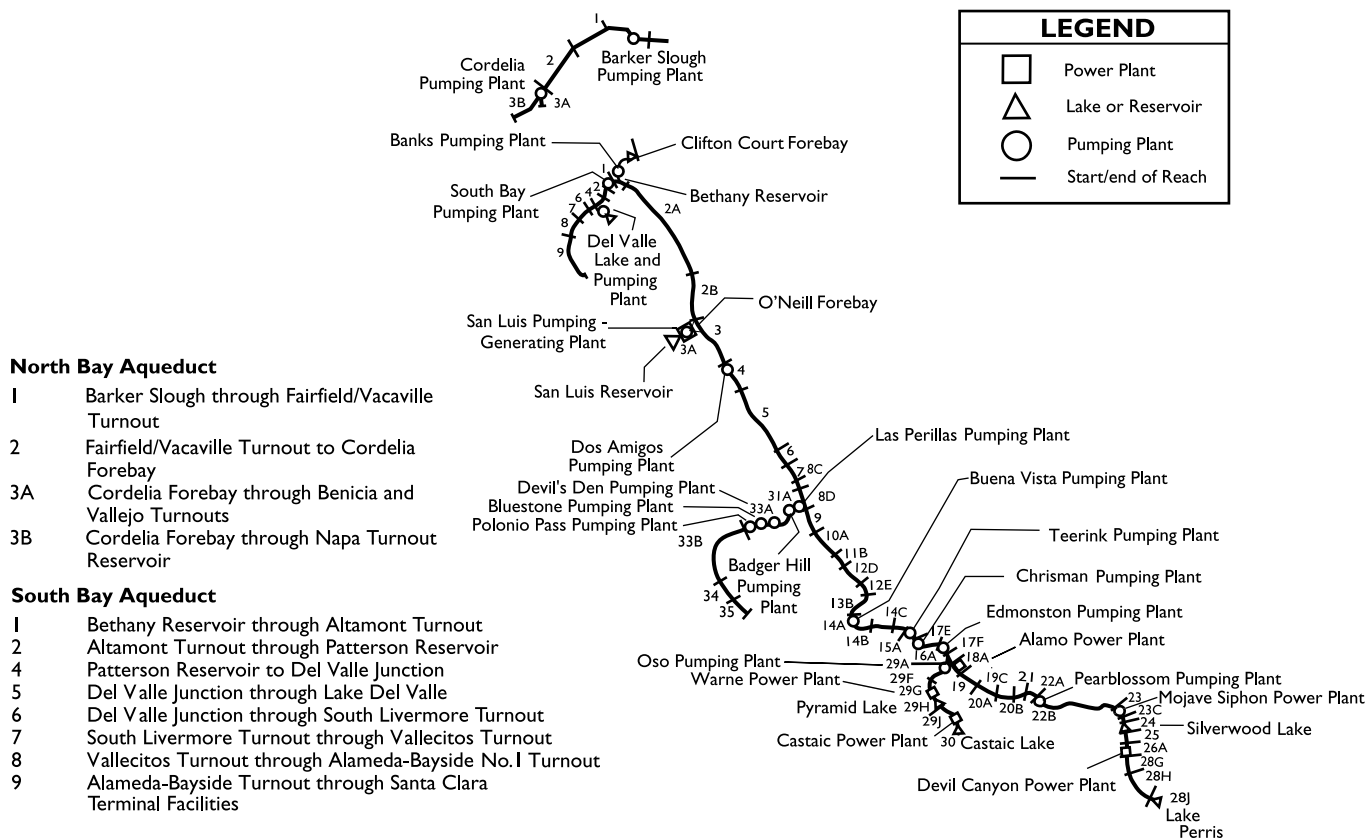 LEGEND
Power Plant
Lake or Reservoir
Pumping Plant
Start/end of Reach
1
2
Cordelia
Pumping Plant
Barker Slough
Pumping Plant
3B
3A
Banks Pumping Plant
Clifton Court Forebay
1
South Bay
Pumping Plant
2
4
6
7
8
9
Bethany Reservoir
2A
Del Valle
Lake and
Pumping
Plant
2B
O'Neill Forebay
San Luis Pumping -
Generating Plant
3
3A
San Luis Reservoir
4
5
Dos Amigos
Pumping Plant
6
7
8C
Las Perillas Pumping Plant
Devil's Den Pumping Plant
Bluestone Pumping Plant
Polonio Pass Pumping Plant
31A
33A
33B
8D
9
10A
Buena Vista Pumping Plant
Badger Hill
Pumping
Plant
34
35
11B
12D
12E
Teerink Pumping Plant
Chrisman Pumping Plant
13B
14A
14B
14C
15A
16A
17E
Edmonston Pumping Plant
17F
Alamo Power Plant
18A
Oso Pumping Plant
Warne Power Plant
29A
29F
29G
Pyramid Lake
29H
29J
Castaic Power Plant
30
Castaic Lake
19
19C
20A
20B
21
22A
22B
Pearblossom Pumping Plant
23
Mojave Siphon Power Plant
23C
24
Silverwood Lake
25
26A
Devil Canyon Power Plant
28G
28H
28J
Lake
Perris
North Bay Aqueduct
1 Barker Slough through Fairfield/Vacaville
Turnout
2 Fairfield/Vacaville Turnout to Cordelia
Forebay
3A Cordelia Forebay through Benicia and
Vallejo Turnouts
3B Cordelia Forebay through Napa Turnout
Reservoir
South Bay Aqueduct
1 Bethany Reservoir through Altamont Turnout
2 Altamont Turnout through Patterson Reservoir
4 Patterson Reservoir to Del Valle Junction
5 Del Valle Junction through Lake Del Valle
6 Del Valle Junction through South Livermore Turnout
7 South Livermore Turnout through Vallecitos Turnout
8 Vallecitos Turnout through Alameda-Bayside No.1 Turnout
9 Alameda-Bayside Turnout through Santa Clara
Terminal Facilities